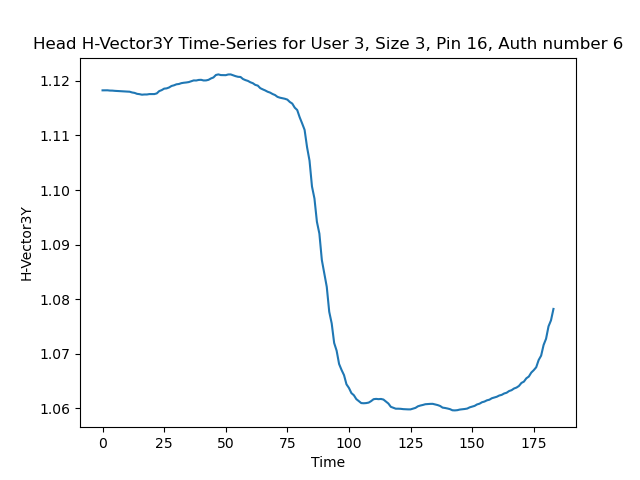 Head H-Vector3Y Time-Series for User 3, Size 3, Pin 16, Auth number 6
1.12
1.11
1.10
1.09
1.08
1.07
1.06
H-Vector3Y
0 25 50 75 100 125 150 175
Time